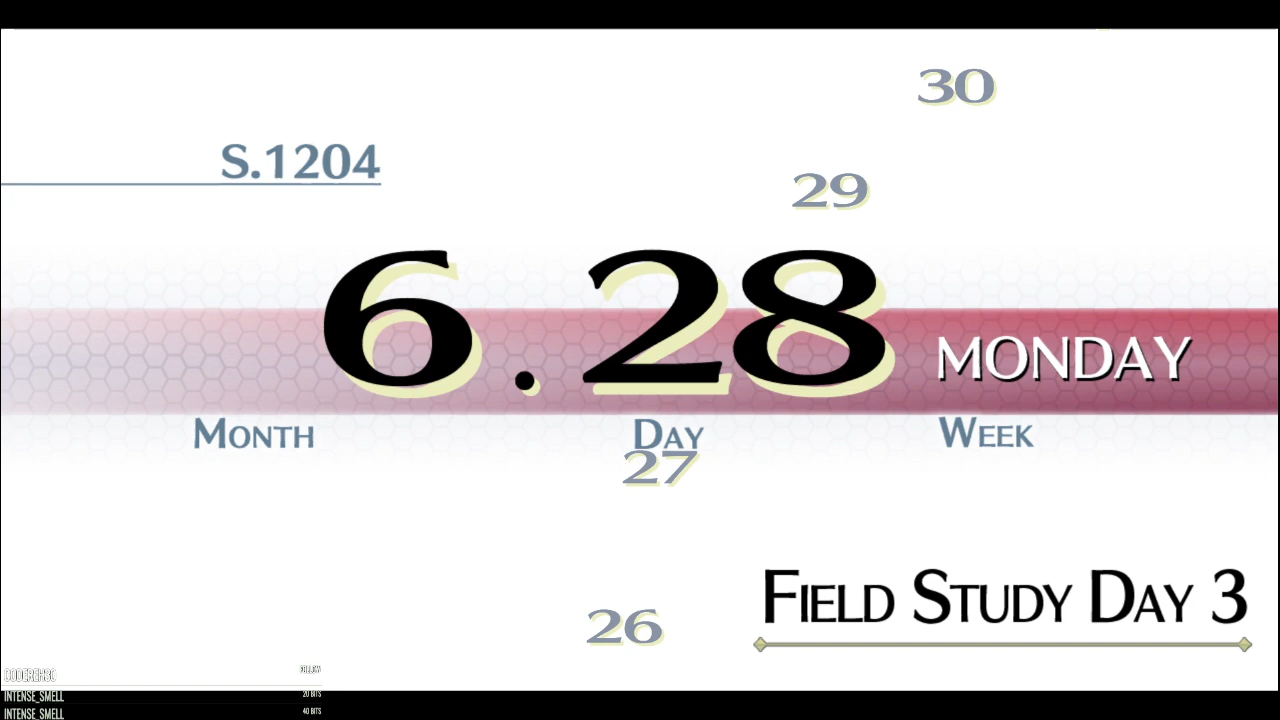 30
S.1204
29
6.28 MONDAY
MONTH DAY WEEK
27
FIELD STUDY DAY 3
26
FOLLOW
INTENSE_SMELL 20 BITS
INTENSE_SMELL 40 BITS